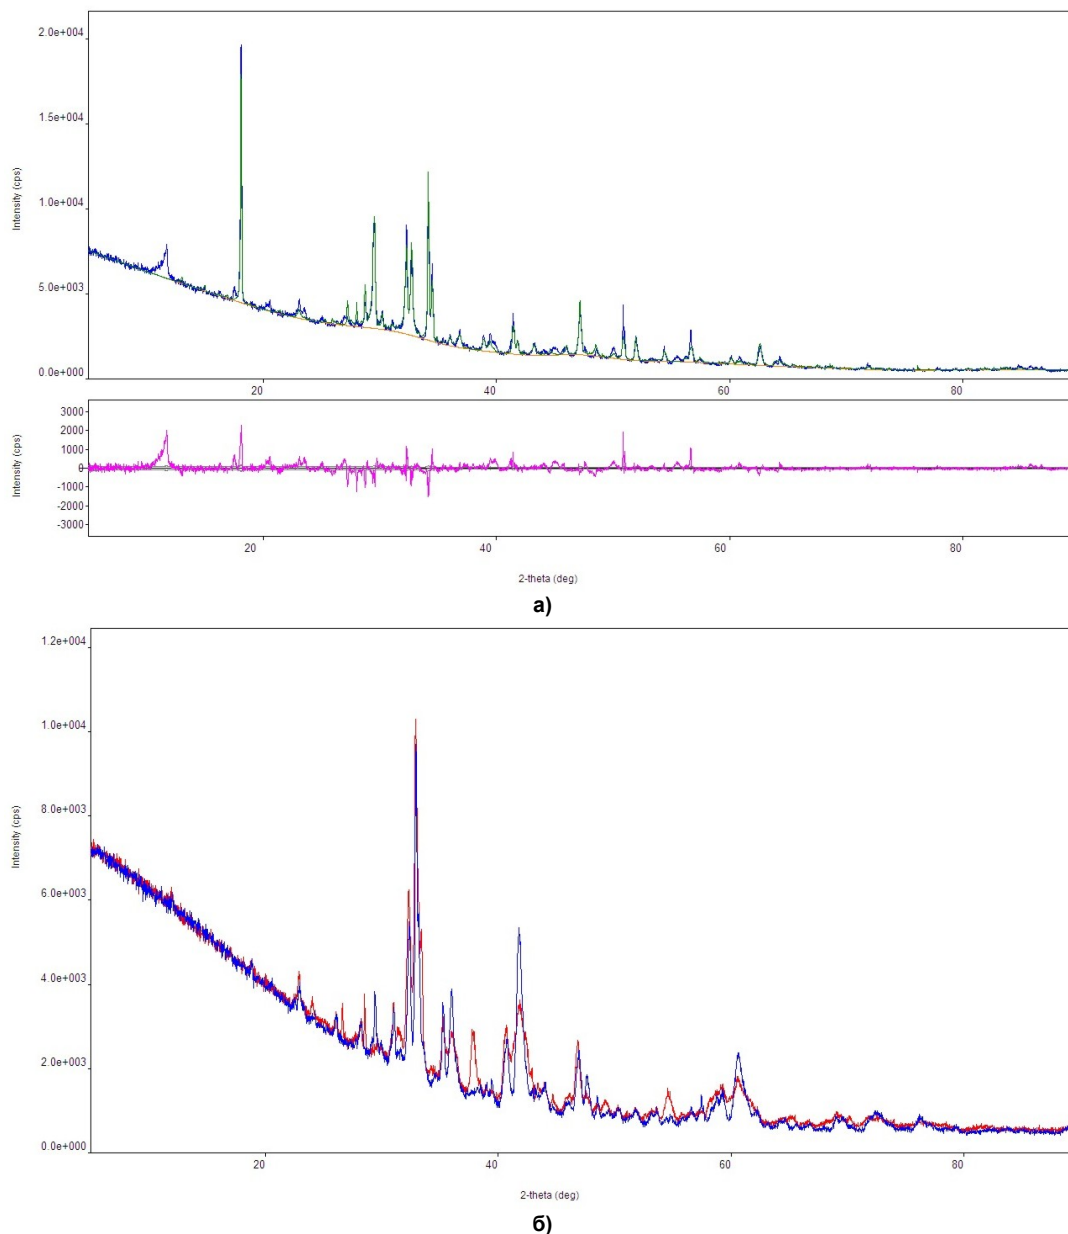 2.0e+004
1.5e+004
Intensity (cps)
1.0e+004
5.0e+003
0.0e+000
20 40 60 80
3000
2000
1000
0
-1000
-2000
-3000
Intensity (cps)
20 40 60 80
2-theta (deg)
а)
1.2e+004
1.0e+004
Intensity (cps)
8.0e+003
6.0e+003
4.0e+003
2.0e+003
0.0e+000
20 40 60 80
2-theta (deg)
б)